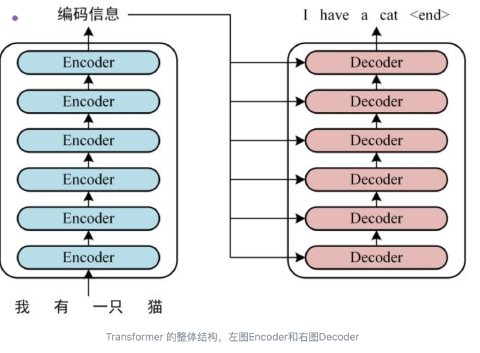 编码信息
I have a cat <end>
Encoder
Encoder
Encoder
Encoder
Encoder
Encoder
Decoder
Decoder
Decoder
Decoder
Decoder
Decoder
我 有 一只 猫
Transformer 的整体结构，左图Encoder和右图Decoder